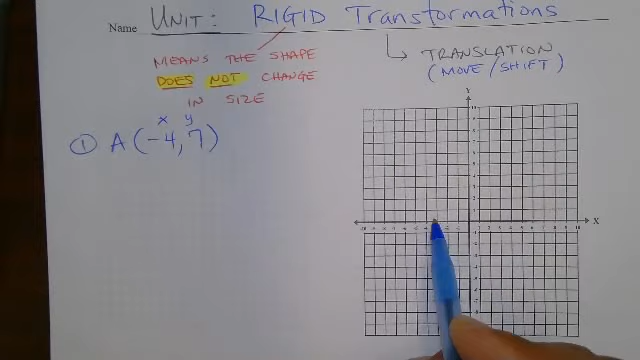 Name UNIT: RIGID Transformations
MEANS THE SHAPE
DOES NOT CHANGE
IN SIZE
TRANSLATION
(MOVE/SHIFT)
x y
① A(-4,7)
Y
X